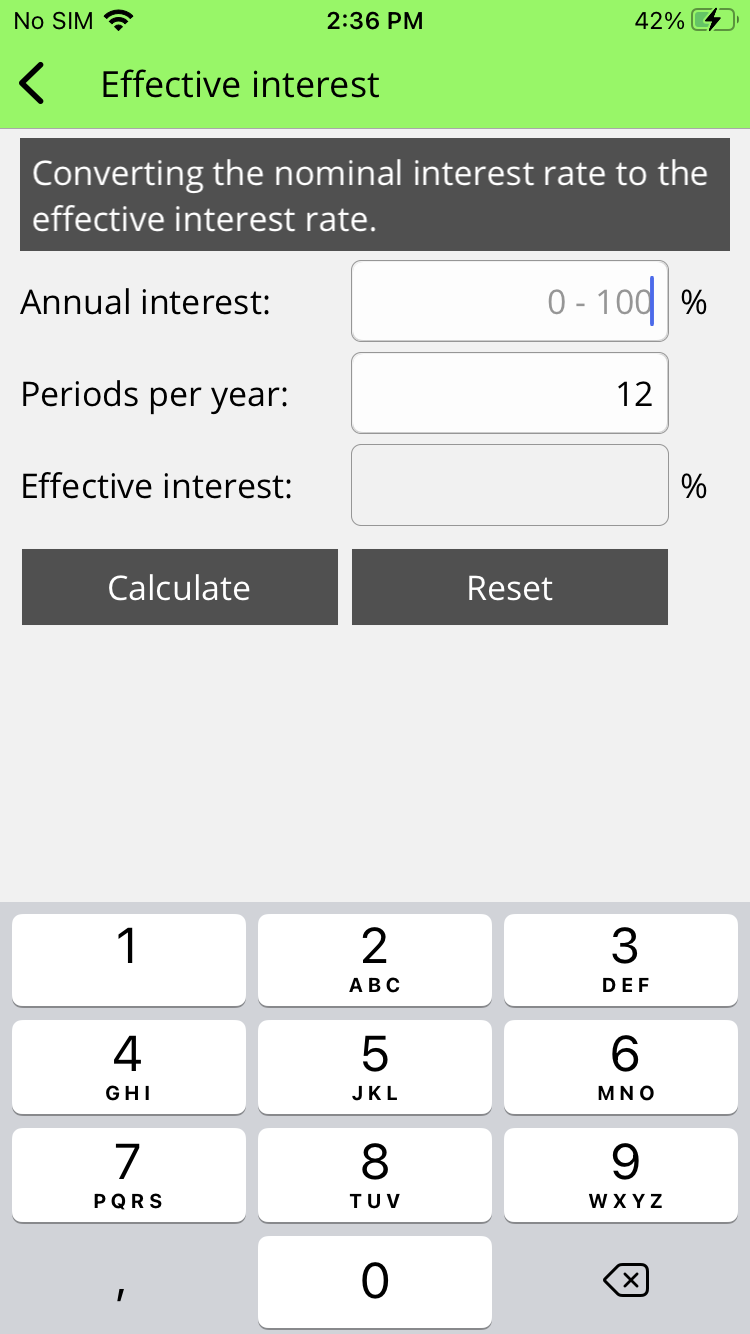 No SIM 2:36 PM 42%
Effective interest
Converting the nominal interest rate to the
effective interest rate.
Annual interest: 0 - 100 %
Periods per year: 12
Effective interest: %
Calculate Reset
1 2 3
ABC DEF
4 5 6
GHI JKL MNO
7 8 9
PQRS TUV WXYZ
, 0